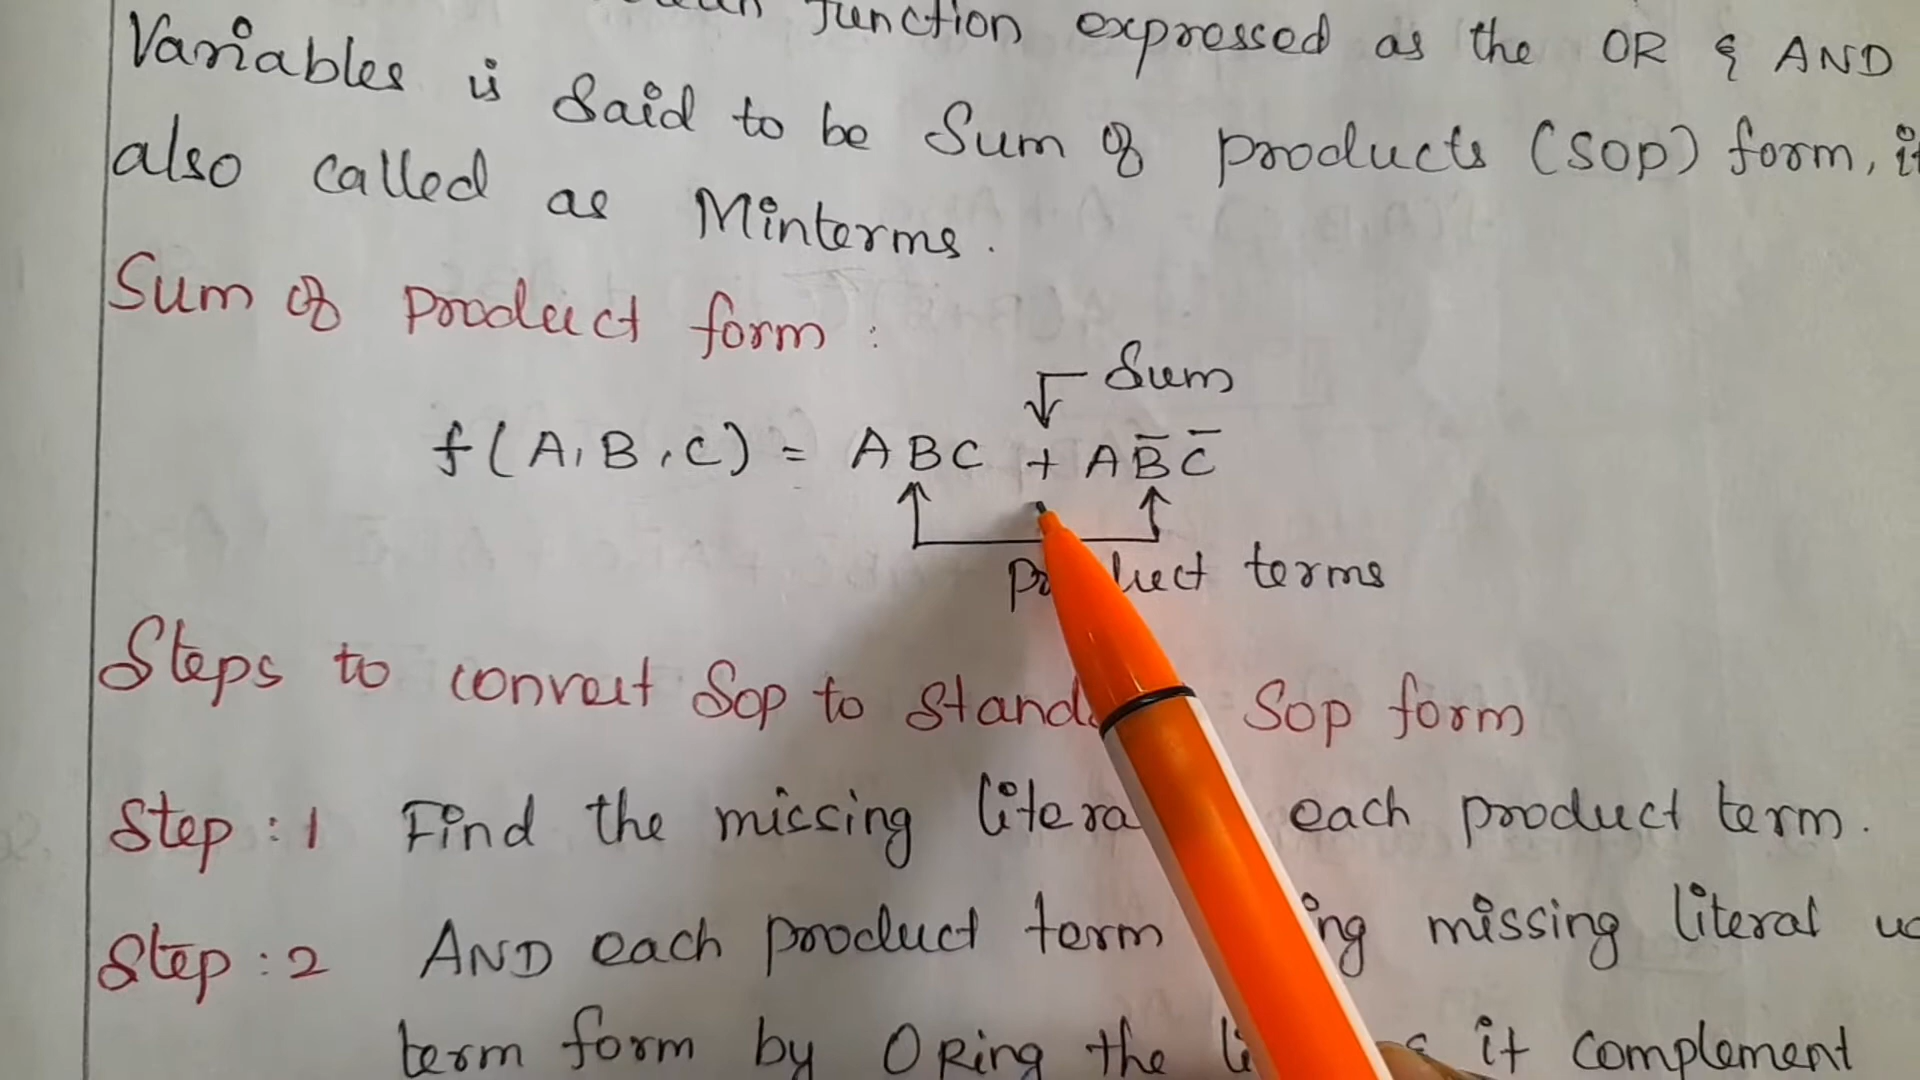 function expressed as the OR & AND
Variables is said to be Sum of products (SOP) form, it
also called as Minterms.
Sum of product form :
Sum
f(A,B,C) = ABC + AB̅C̅
terms
Steps to convert Sop to Sop form
Step : 1 Find the missing each product term.
Step : 2 AND each product term missing literal
term form by ORing the it complement